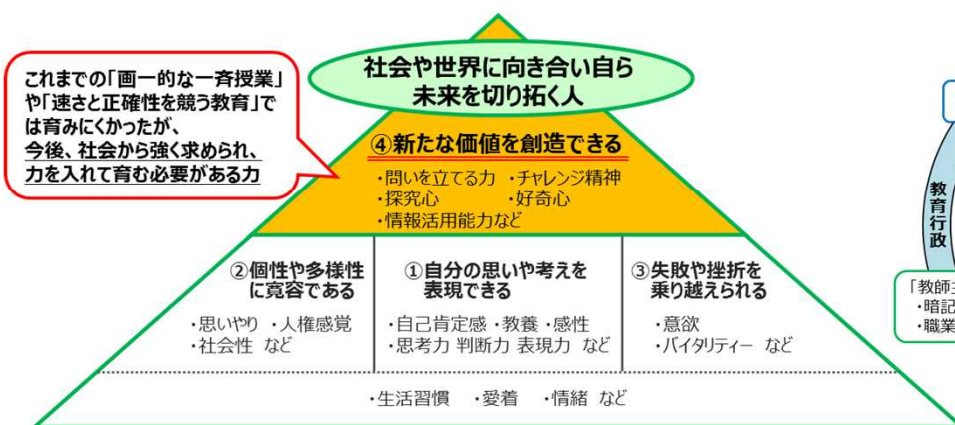 社会や世界に向き合い自ら
未来を切り拓く人
これまでの「画一的な一斉授業」
や「速さと正確性を競う教育」で
は育みにくかったが、
今後、社会から強く求められ、
力を入れて育む必要がある力
④新たな価値を創造できる
・問いを立てる力 ・チャレンジ精神
・探究心 ・好奇心
・情報活用能力など
②個性や多様性
に寛容である
・思いやり ・人権感覚
・社会性 など
①自分の思いや考えを
表現できる
・自己肯定感 ・教養 ・感性
・思考力 判断力 表現力 など
③失敗や挫折を
乗り越えられる
・意欲
・バイタリティー など
・生活習慣 ・愛着 ・情緒 など
教育行政
「教師主
・暗記
・職業